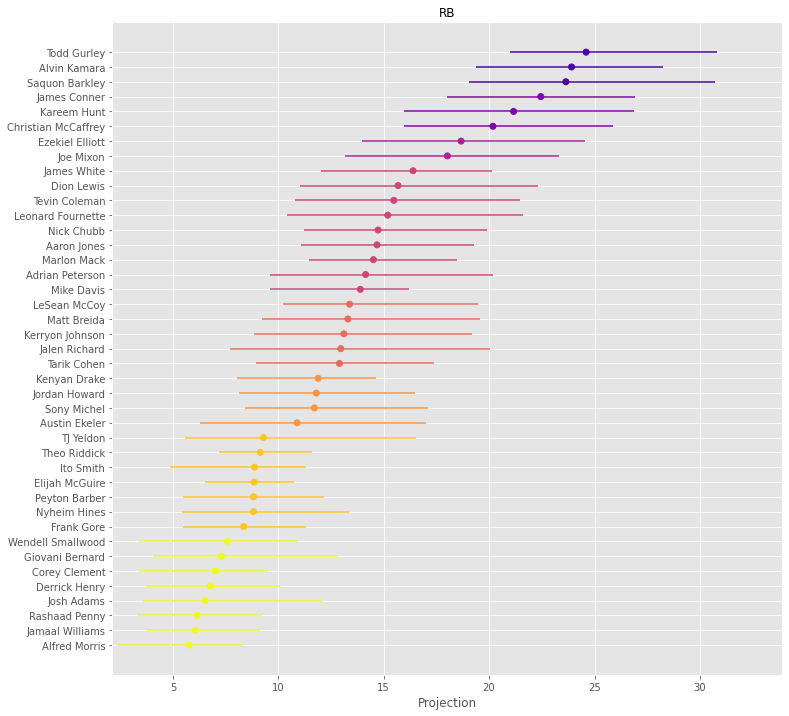 RB
Todd Gurley
Alvin Kamara
Saquon Barkley
James Conner
Kareem Hunt
Christian McCaffrey
Ezekiel Elliott
Joe Mixon
James White
Dion Lewis
Tevin Coleman
Leonard Fournette
Nick Chubb
Aaron Jones
Marlon Mack
Adrian Peterson
Mike Davis
LeSean McCoy
Matt Breida
Kerryon Johnson
Jalen Richard
Tarik Cohen
Kenyan Drake
Jordan Howard
Sony Michel
Austin Ekeler
TJ Yeldon
Theo Riddick
Ito Smith
Elijah McGuire
Peyton Barber
Nyheim Hines
Frank Gore
Wendell Smallwood
Giovani Bernard
Corey Clement
Derrick Henry
Josh Adams
Rashaad Penny
Jamaal Williams
Alfred Morris
5 10 15 20 25 30
Projection